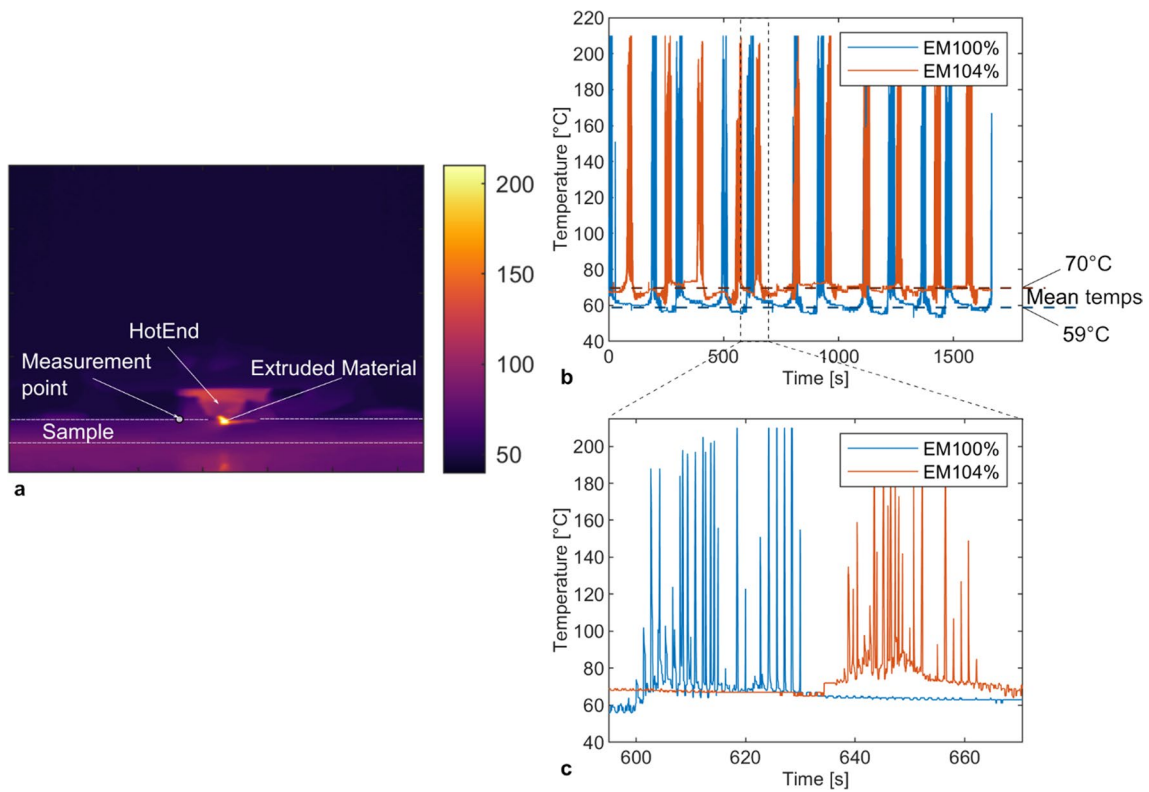 200
150
100
50
HotEnd
Measurement
point
Extruded Material
Sample
a
220
200
180
160
140
120
100
80
60
40
Temperature [°C]
EM100%
EM104%
70°C
Mean temps
59°C
0
500
1000
1500
Time [s]
b
200
180
160
140
120
100
80
60
40
Temperature [°C]
EM100%
EM104%
600
620
640
660
Time [s]
c